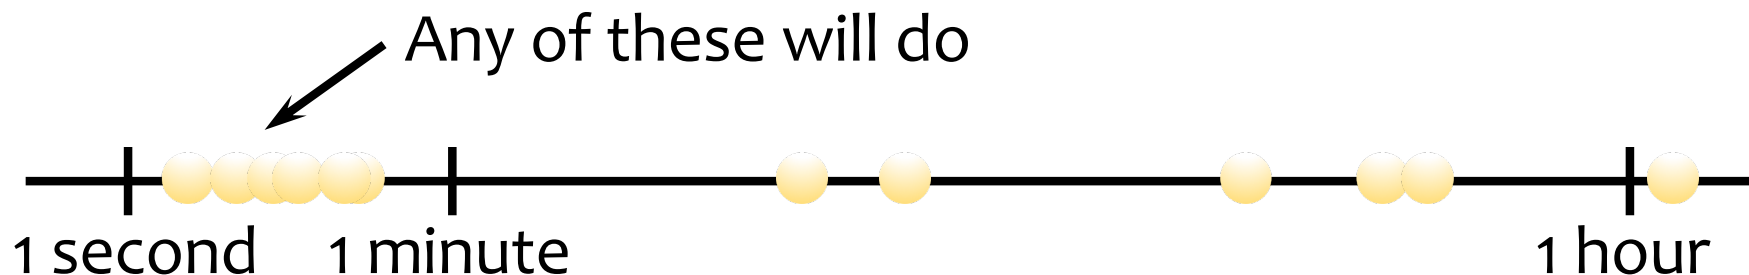 Any of these will do
1 second
1 minute
1 hour